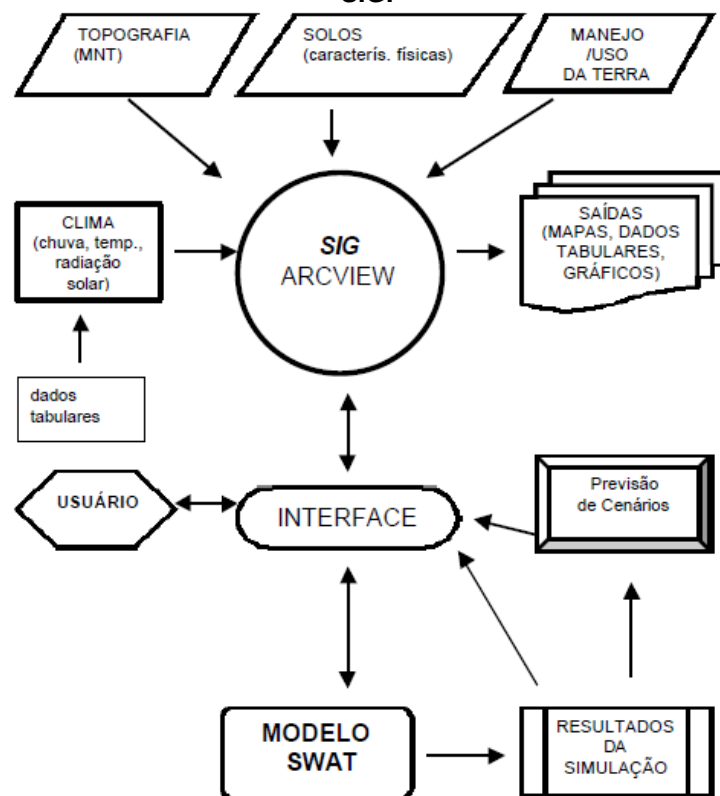 SIG.
TOPOGRAFIA
(MNT)
SOLOS
(caracterís. físicas)
MANEJO
/USO
DA TERRA
CLIMA
(chuva, temp.,
radiação
solar)
SIG
ARCVIEW
SAÍDAS
(MAPAS, DADOS
TABULARES,
GRÁFICOS)
dados
tabulares
USUÁRIO
INTERFACE
Previsão
de Cenários
MODELO
SWAT
RESULTADOS
DA
SIMULAÇÃO